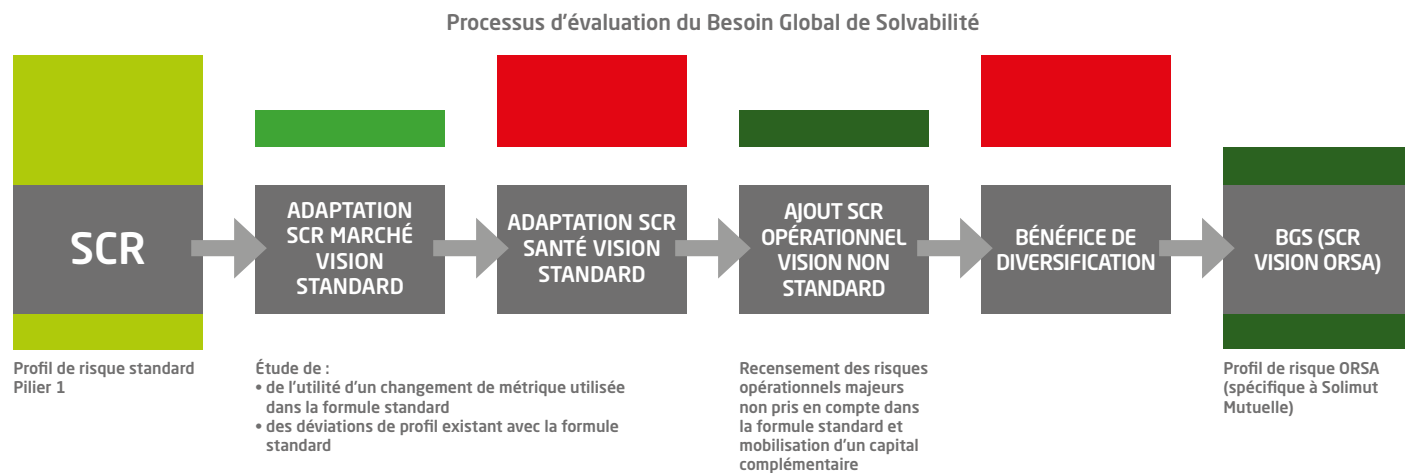 Processus d'évaluation du Besoin Global de Solvabilité
SCR
ADAPTATION
SCR MARCHÉ
VISION
STANDARD
ADAPTATION SCR
SANTÉ VISION
STANDARD
AJOUT SCR
OPÉRATIONNEL
VISION NON
STANDARD
BÉNÉFICE DE
DIVERSIFICATION
BGS (SCR
VISION ORSA)
Profil de risque standard
Pilier 1
Étude de :
• de l'utilité d'un changement de métrique utilisée
dans la formule standard
• des déviations de profil existant avec la formule
standard
Recensement des risques
opérationnels majeurs
non pris en compte dans
la formule standard et
mobilisation d'un capital
complémentaire
Profil de risque ORSA
(spécifique à Solimut
Mutuelle)